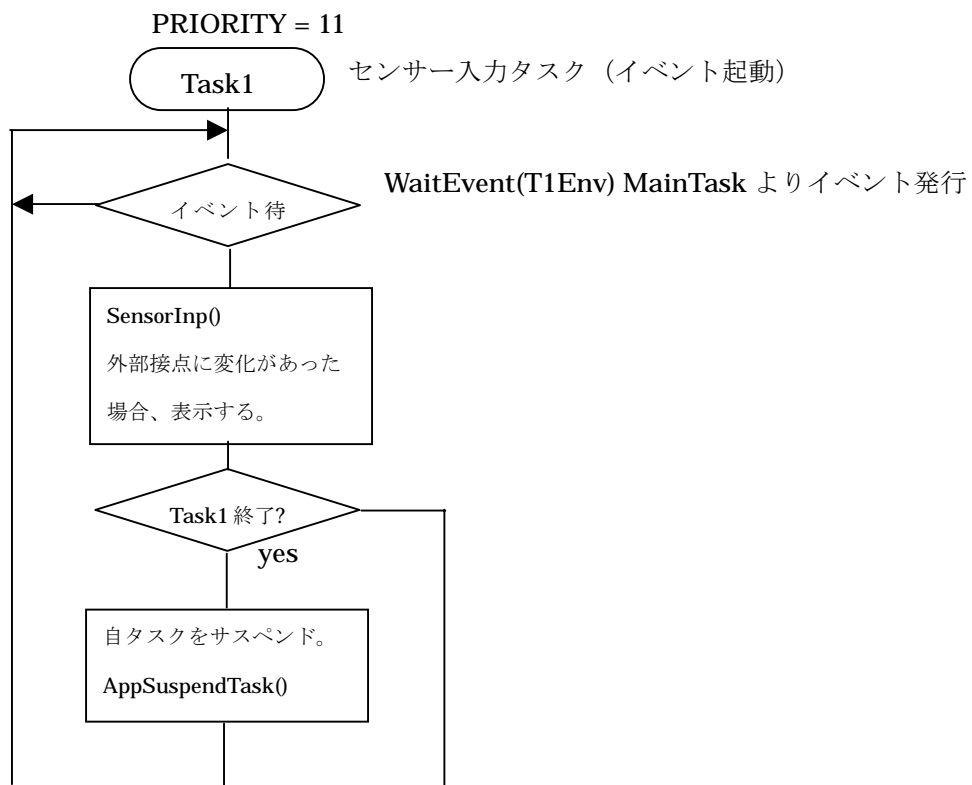 PRIORITY = 11
Task1
センサー入力タスク（イベント起動）
WaitEvent(T1Env) MainTask よりイベント発行
イベント待
SensorInp()
外部接点に変化があった
場合、表示する。
Task1 終了?
yes
自タスクをサスペンド。
AppSuspendTask()